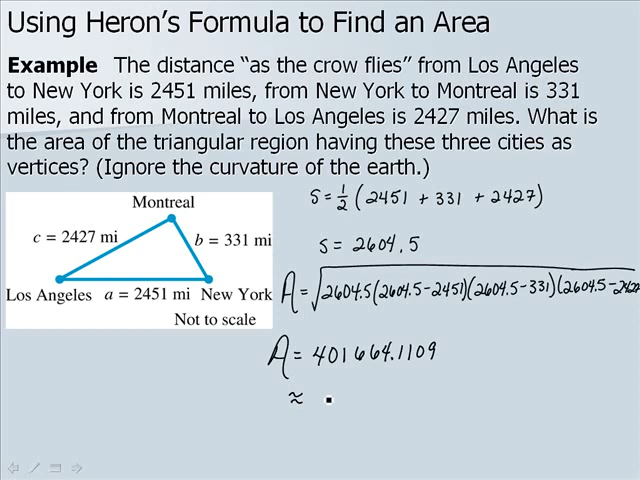 Using Heron's Formula to Find an Area
Example The distance "as the crow flies" from Los Angeles
to New York is 2451 miles, from New York to Montreal is 331
miles, and from Montreal to Los Angeles is 2427 miles. What is
the area of the triangular region having these three cities as
vertices? (Ignore the curvature of the earth.)
s = 1/2 (2451 + 331 + 2427)
Montreal
c = 2427 mi
b = 331 mi
s = 2604.5
Los Angeles a = 2451 mi New York
Not to scale
A = √2604.5(2604.5-2451)(2604.5-331)(2604.5-2427
A = 401664.1109
≈ .